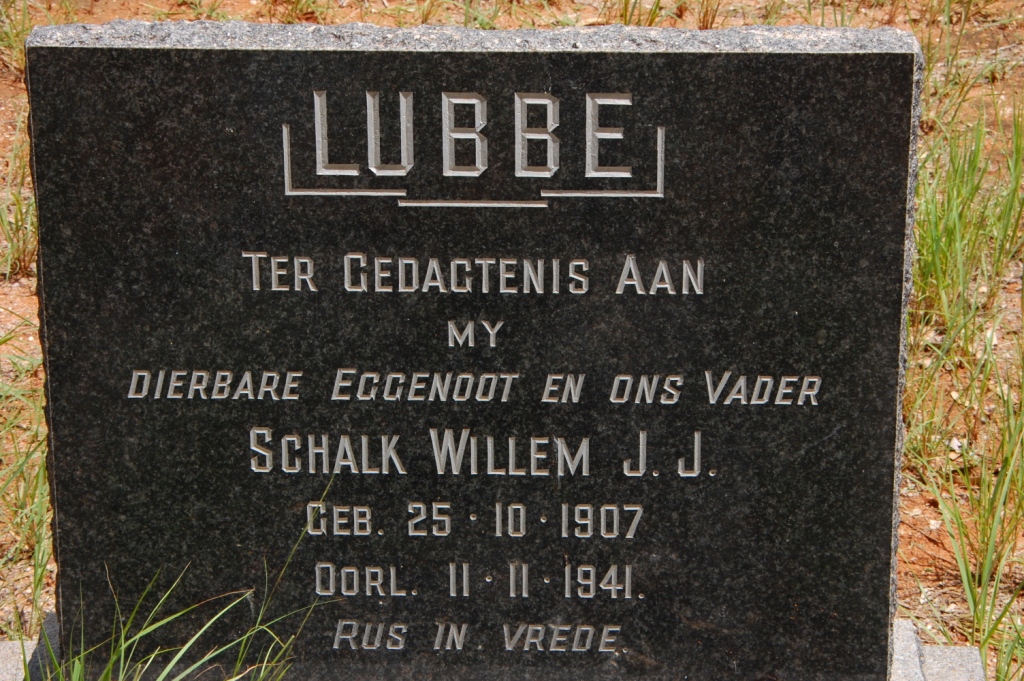 LUBBE
TER GEDAGTENIS AAN
MY
DIERBARE EGGENOOT EN ONS VADER
SCHALK WILLEM J. J.
GEB. 25·10·1907
OORL. 11·11·1941.
RUS IN VREDE.